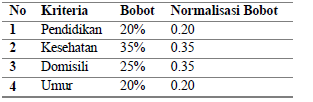 No Kriteria Bobot Normalisasi Bobot
1 Pendidikan 20% 0.20
2 Kesehatan 35% 0.35
3 Domisili 25% 0.35
4 Umur 20% 0.20